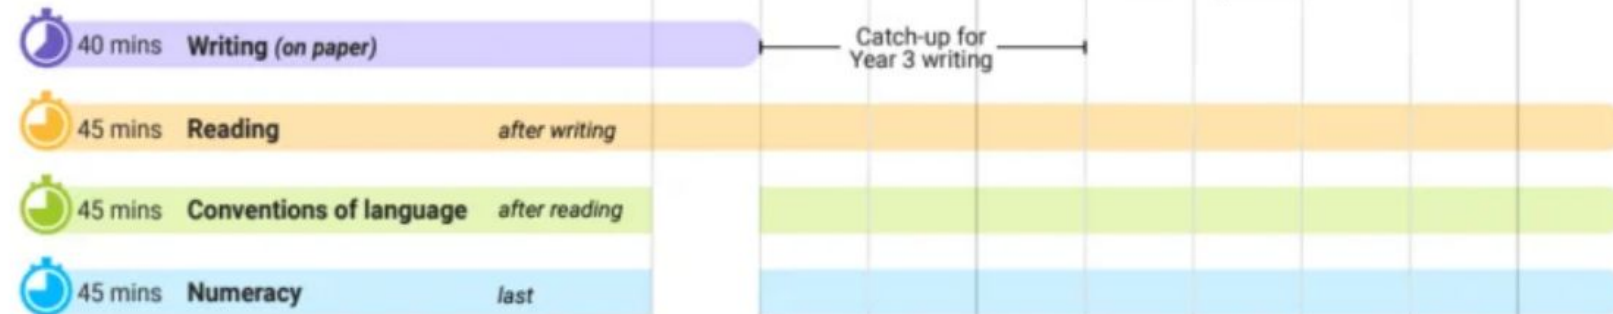 40 mins Writing (on paper)
Catch-up for
Year 3 writing
45 mins Reading after writing
45 mins Conventions of language after reading
45 mins Numeracy last